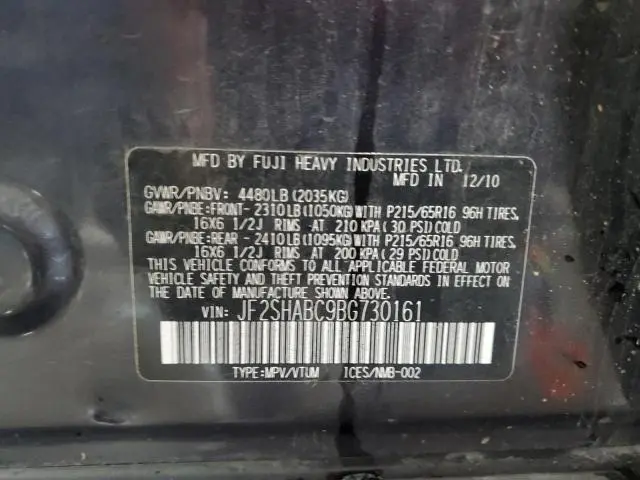 MFD BY FUJI HEAVY INDUSTRIES LTD.
MFD IN 12/10
GVWR/PNBV: 4480LB (2035KG)
GAWR/PNBE:FRONT- 2310LB (1050KG) WITH P215/65R16 96H TIRES,
16X6 1/2J RIMS AT 210 KPA (30 PSI) COLD
GAWR/PNBE:REAR - 2410LB (1095KG) WITH P215/65R16 96H TIRES,
16X6 1/2J RIMS AT 200 KPA (29 PSI) COLD
THIS VEHICLE CONFORMS TO ALL APPLICABLE FEDERAL MOTOR
VEHICLE SAFETY AND THEFT PREVENTION STANDARDS IN EFFECT ON
THE DATE OF MANUFACTURE SHOWN ABOVE.
VIN: JF2SHABC9BG730161
TYPE:MPV/VTUM ICES/NMB-002